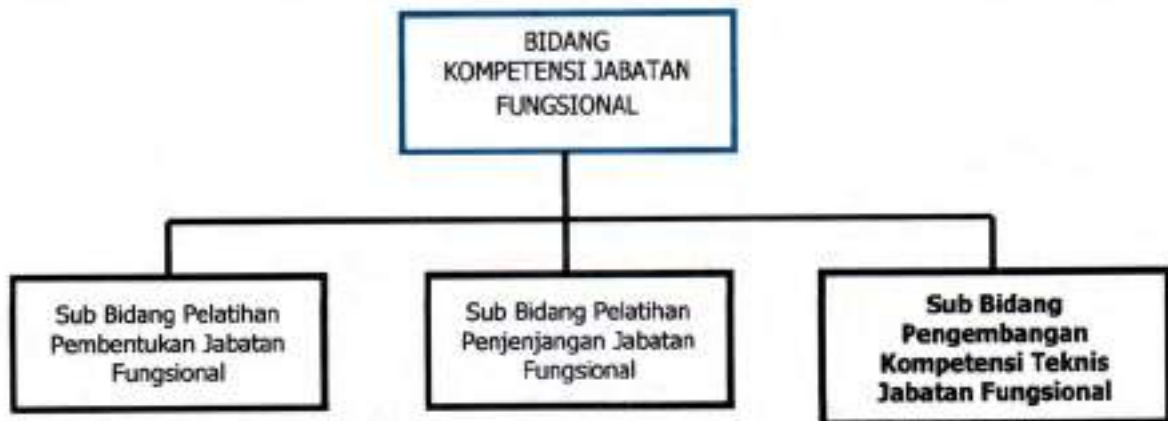 BIDANG
KOMPETENSI JABATAN
FUNGSIONAL
Sub Bidang Pelatihan
Pembentukan Jabatan
Fungsional
Sub Bidang Pelatihan
Penjenjangan Jabatan
Fungsional
Sub Bidang
Pengembangan
Kompetensi Teknis
Jabatan Fungsional